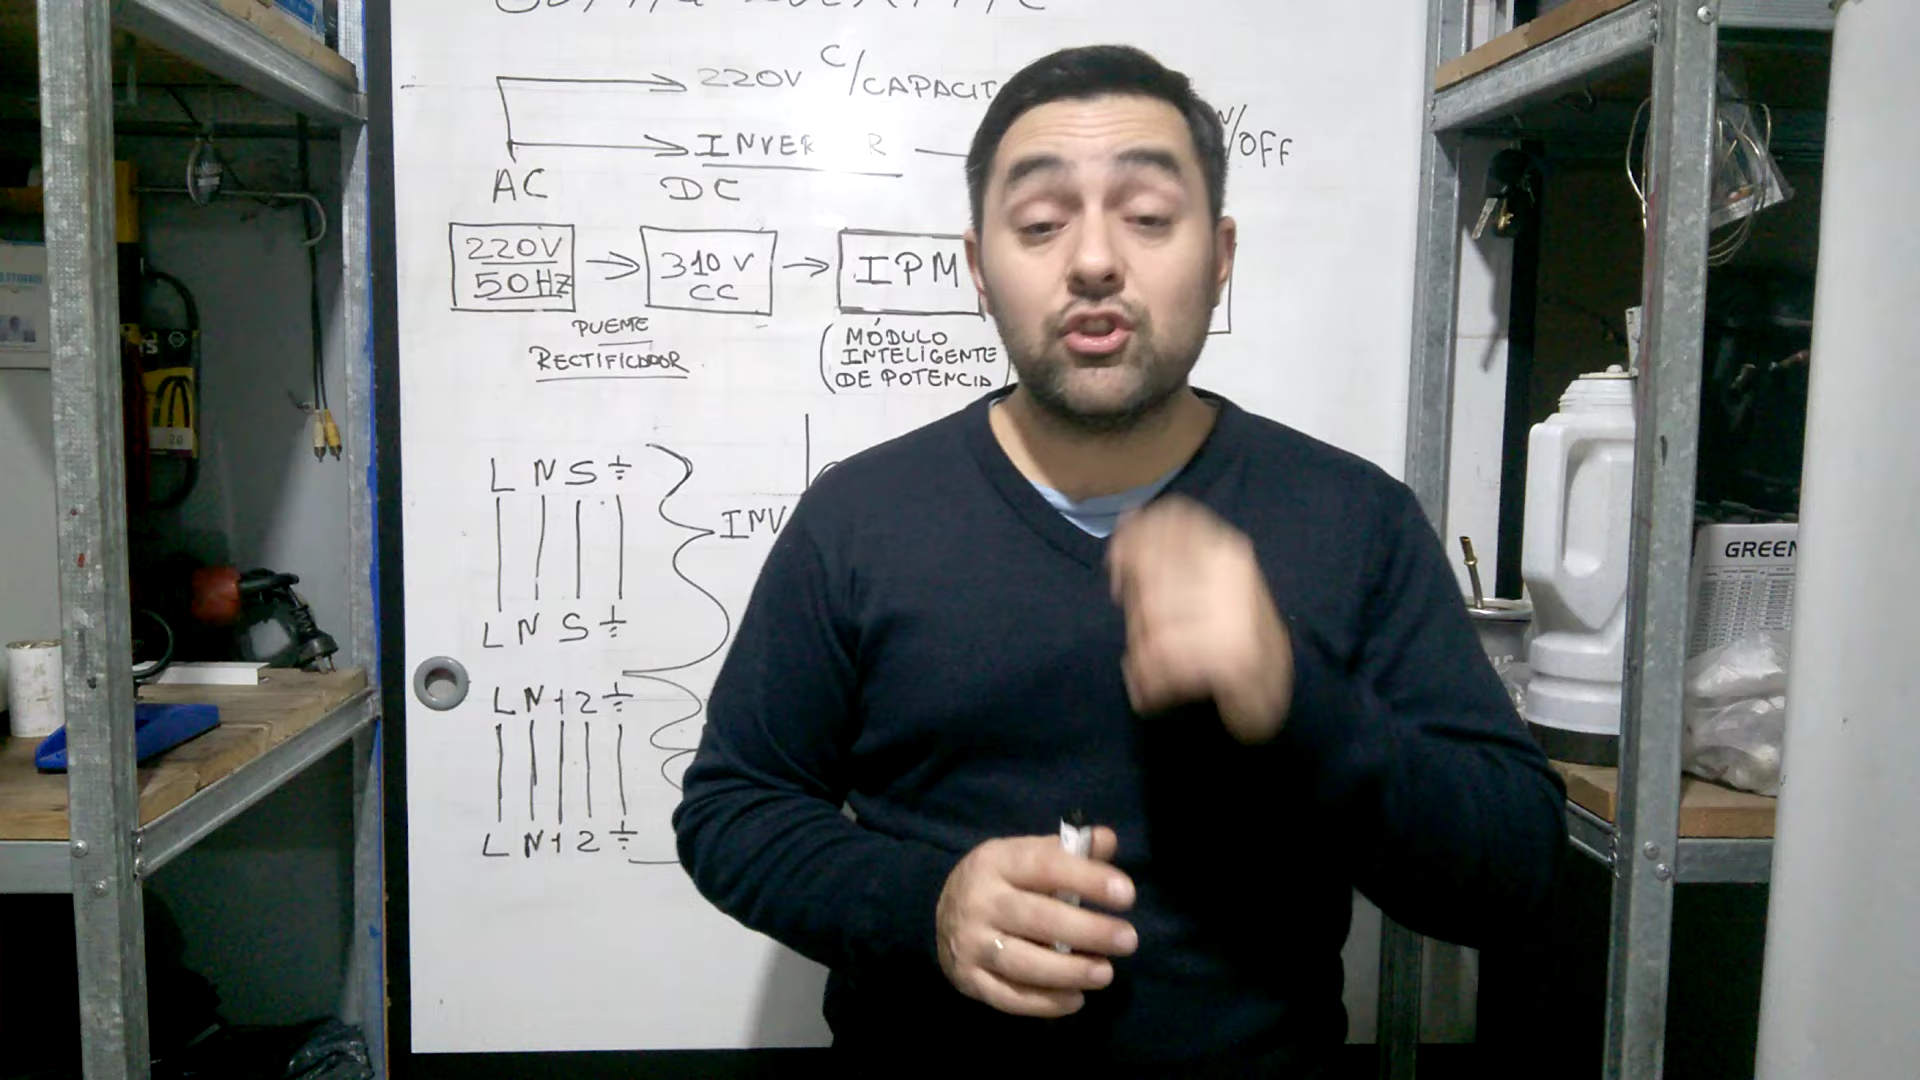 220V C/CAPACIT
INVER R
N/OFF
AC DC
220V
50HZ
310 V
CC
IPM
PUENTE
RECTIFICADOR
(MÓDULO
INTELIGENTE
DE POTENCIA)
L N S ⏚
INV
L N S ⏚
L N 1 2 ⏚
L N 1 2 ⏚
GREEN
20